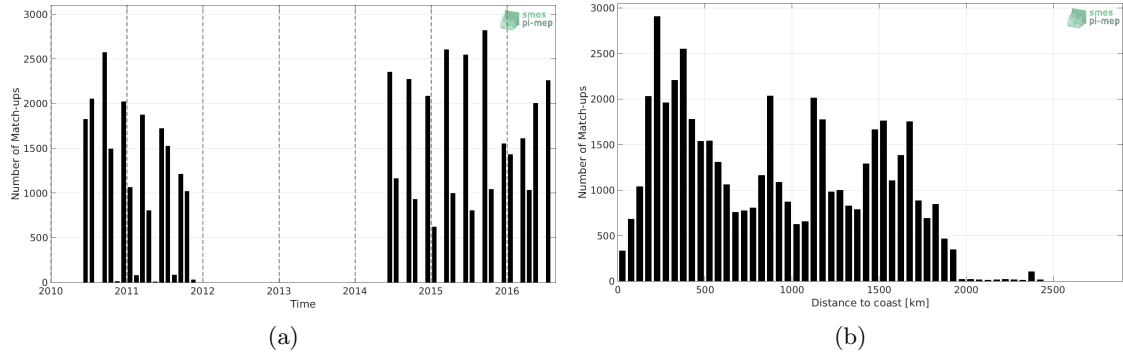 3000
2500
2000
1500
1000
500
0
Number of Match-ups
2010 2011 2012 2013 2014 2015 2016
Time
smos
pi-mep
(a)
3000
2500
2000
1500
1000
500
0
Number of Match-ups
0 500 1000 1500 2000 2500
Distance to coast [km]
smos
pi-mep
(b)